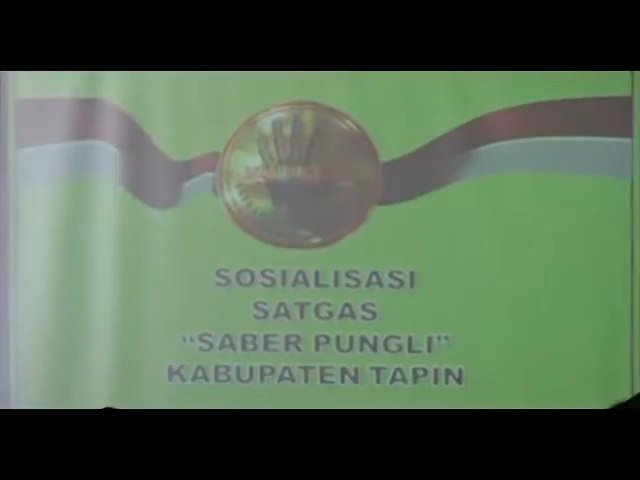 SOSIALISASI
SATGAS
“SABER PUNGLI”
KABUPATEN TAPIN